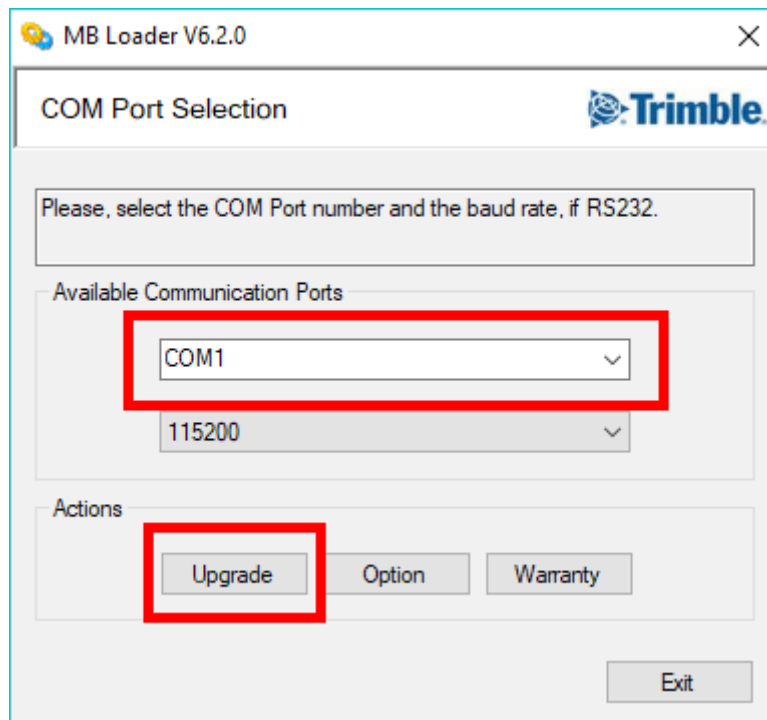 MB Loader V6.2.0
COM Port Selection
Trimble.
Please, select the COM Port number and the baud rate, if RS232.
Available Communication Ports
COM1
115200
Actions
Upgrade
Option
Warranty
Exit